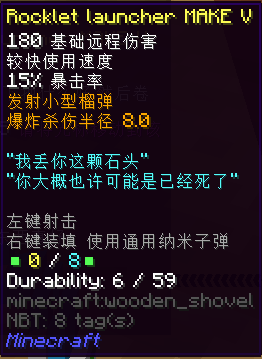 Rocklet launcher MAKE V
180 基础远程伤害
较快使用速度
15% 暴击率
发射小型榴弹
爆炸杀伤半径 8.0
"我丢你这颗石头"
"你大概也许可能是已经死了"
左键射击
右键装填 使用通用纳米子弹
■ 0 / 8 ■
Durability: 6 / 59
minecraft:wooden_shovel
NBT: 8 tag(s)
Minecraft